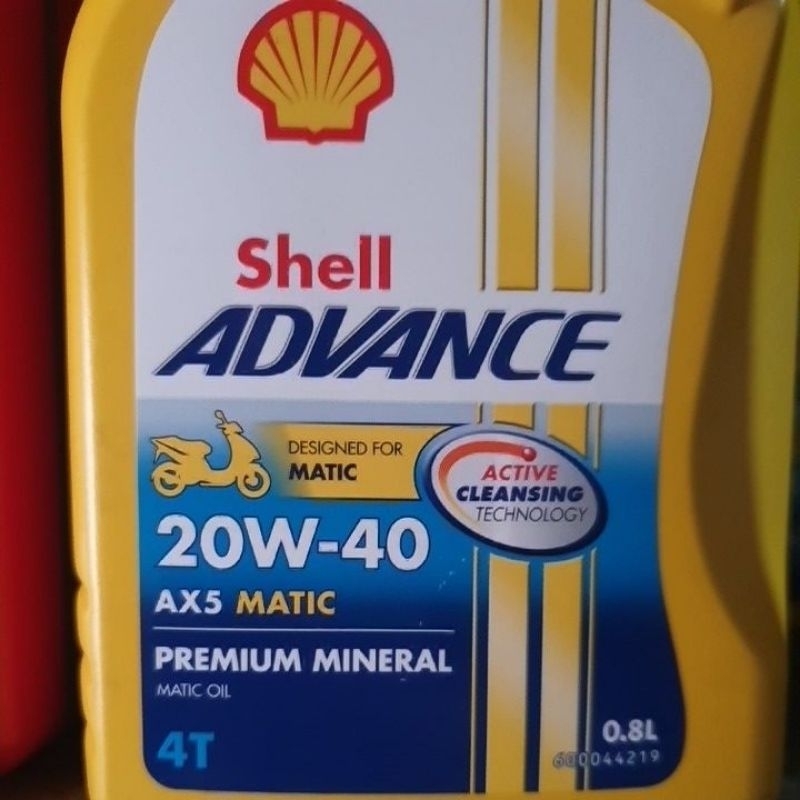 Shell
ADVANCE
DESIGNED FOR
MATIC
ACTIVE
CLEANSING
TECHNOLOGY
20W-40
AX5 MATIC
PREMIUM MINERAL
MATIC OIL
4T
0.8L
600044219